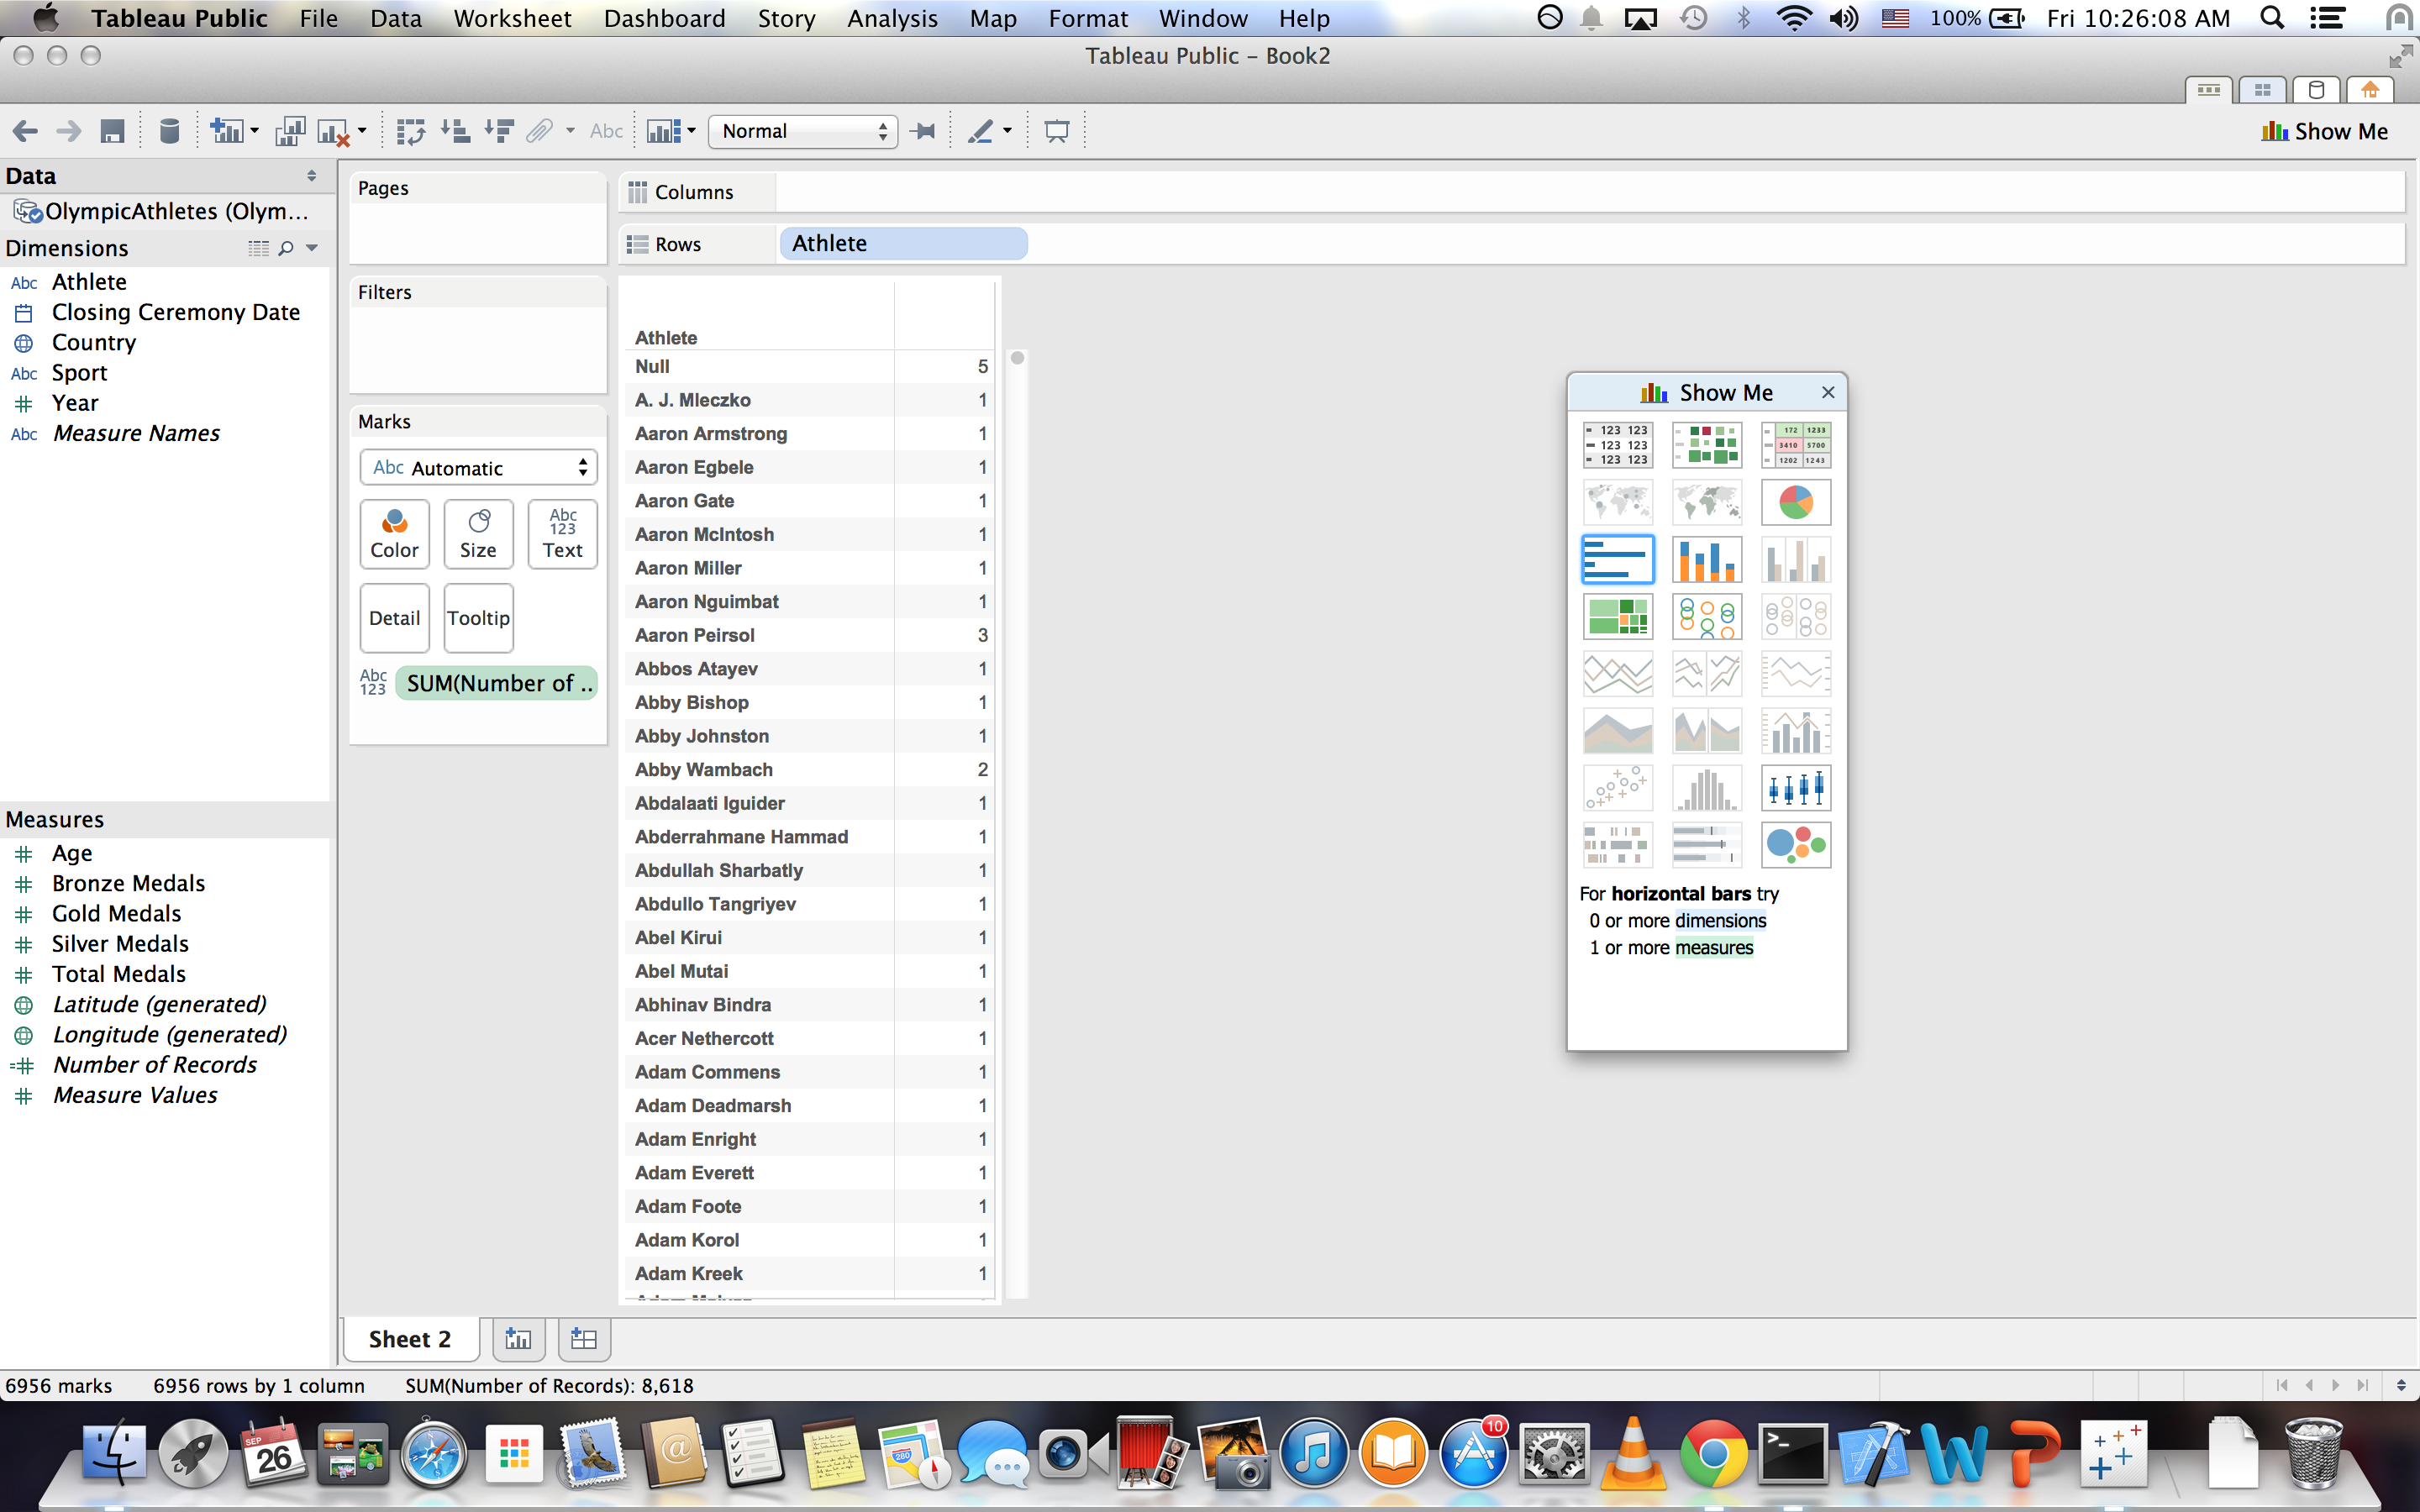 Tableau Public File Data Worksheet Dashboard Story Analysis Map Format Window Help 100% Fri 10:26:08 AM
Tableau Public – Book2
Abc Normal Show Me
Data
OlympicAthletes (Olym...
Dimensions
Abc Athlete
Closing Ceremony Date
Country
Abc Sport
Year
Abc Measure Names
Measures
Age
Bronze Medals
Gold Medals
Silver Medals
Total Medals
Latitude (generated)
Longitude (generated)
Number of Records
Measure Values
Pages
Filters
Marks
Abc Automatic
Color
Size
Abc
123
Text
Detail
Tooltip
Abc
123
SUM(Number of ..
Columns
Rows Athlete
Athlete
Null 5
A. J. Mleczko 1
Aaron Armstrong 1
Aaron Egbele 1
Aaron Gate 1
Aaron McIntosh 1
Aaron Miller 1
Aaron Nguimbat 1
Aaron Peirsol 3
Abbos Atayev 1
Abby Bishop 1
Abby Johnston 1
Abby Wambach 2
Abdalaati Iguider 1
Abderrahmane Hammad 1
Abdullah Sharbatly 1
Abdullo Tangriyev 1
Abel Kirui 1
Abel Mutai 1
Abhinav Bindra 1
Acer Nethercott 1
Adam Commens 1
Adam Deadmarsh 1
Adam Enright 1
Adam Everett 1
Adam Foote 1
Adam Korol 1
Adam Kreek 1
Show Me
123 123
123 123
123 123
172 1233
3410 5700
1202 1243
For horizontal bars try
0 or more dimensions
1 or more measures
Sheet 2
6956 marks 6956 rows by 1 column SUM(Number of Records): 8,618
SEP
26
@
280
10
>_
W
P